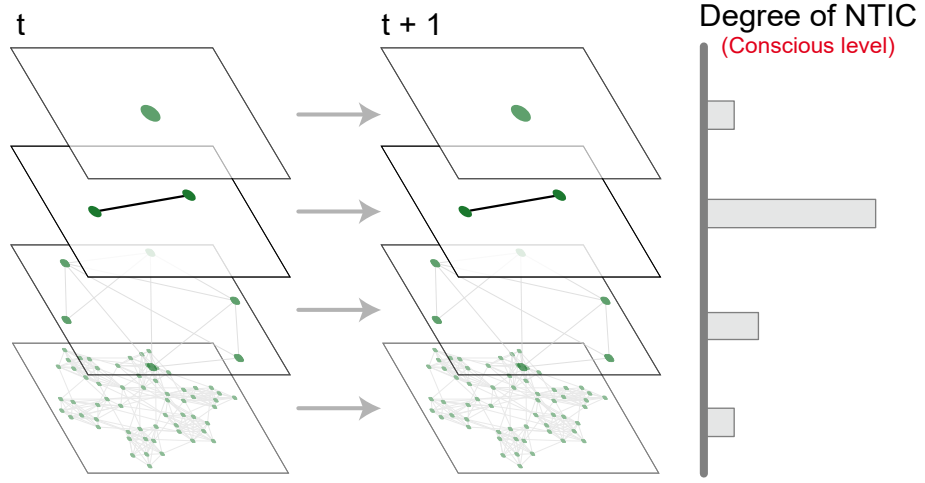 t
t + 1
Degree of NTIC
(Conscious level)